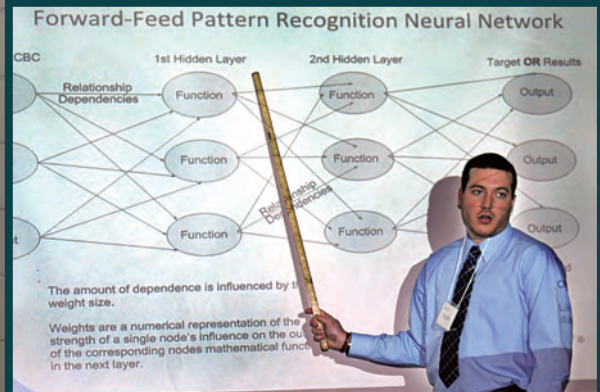 Forward-Feed Pattern Recognition Neural Network
CBC
1st Hidden Layer
2nd Hidden Layer
Target OR Results
Relationship
Dependencies
Function
Function
Output
Function
Function
Output
Relationship
Dependencies
Function
Function
Output
The amount of dependence is influenced by
weight size.
Weights are a numerical representation of the
strength of a single node's influence on the
of the corresponding nodes mathematical
in the next layer.